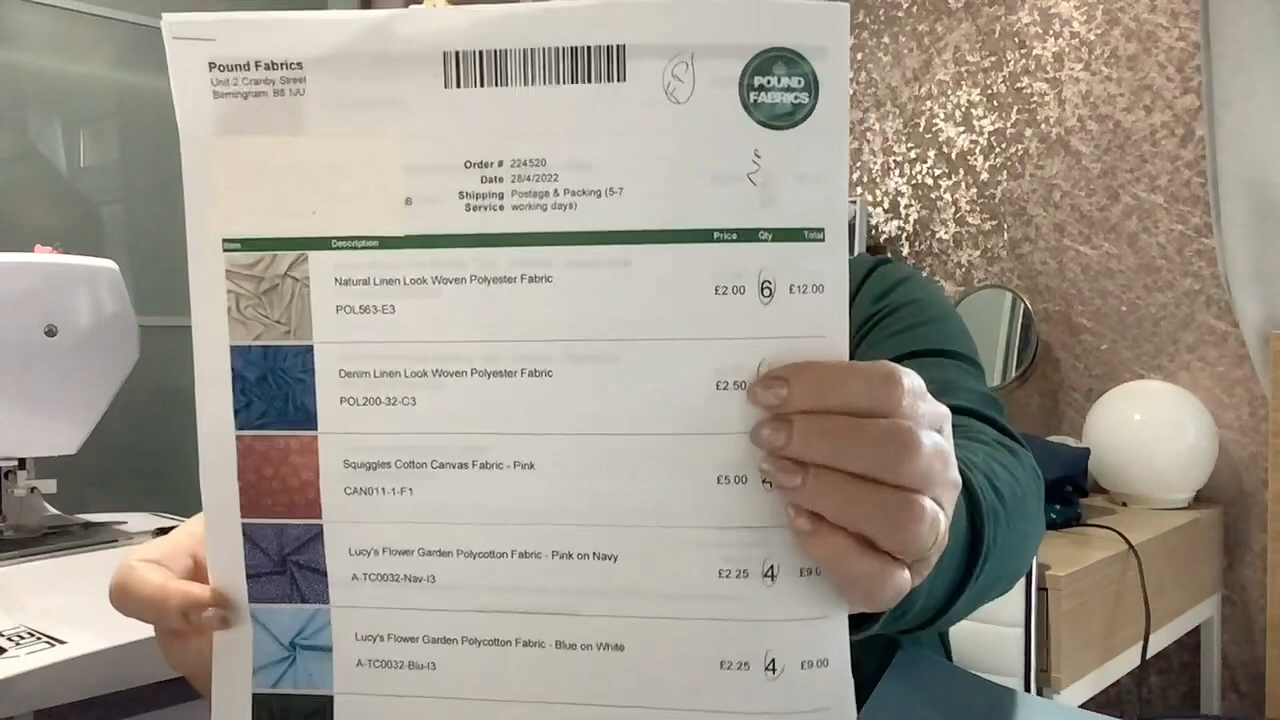 Pound Fabrics
Unit 2 Cranby Street
Birmingham B8 1JU
POUND
FABRICS
Order # 224520
Date 28/4/2022
Shipping Postage & Packing (5-7
Service working days)
B
Item Description Price Qty Total
Natural Linen Look Woven Polyester Fabric
£2.00 6 £12.00
POL563-E3
Denim Linen Look Woven Polyester Fabric
£2.50
POL200-32-C3
Squiggles Cotton Canvas Fabric - Pink
£5.00
CAN011-1-F1
Lucy's Flower Garden Polycotton Fabric - Pink on Navy
£2.25 4 £9.0
A-TC0032-Nav-I3
Lucy's Flower Garden Polycotton Fabric - Blue on White
£2.25 4 £9.00
A-TC0032-Blu-I3